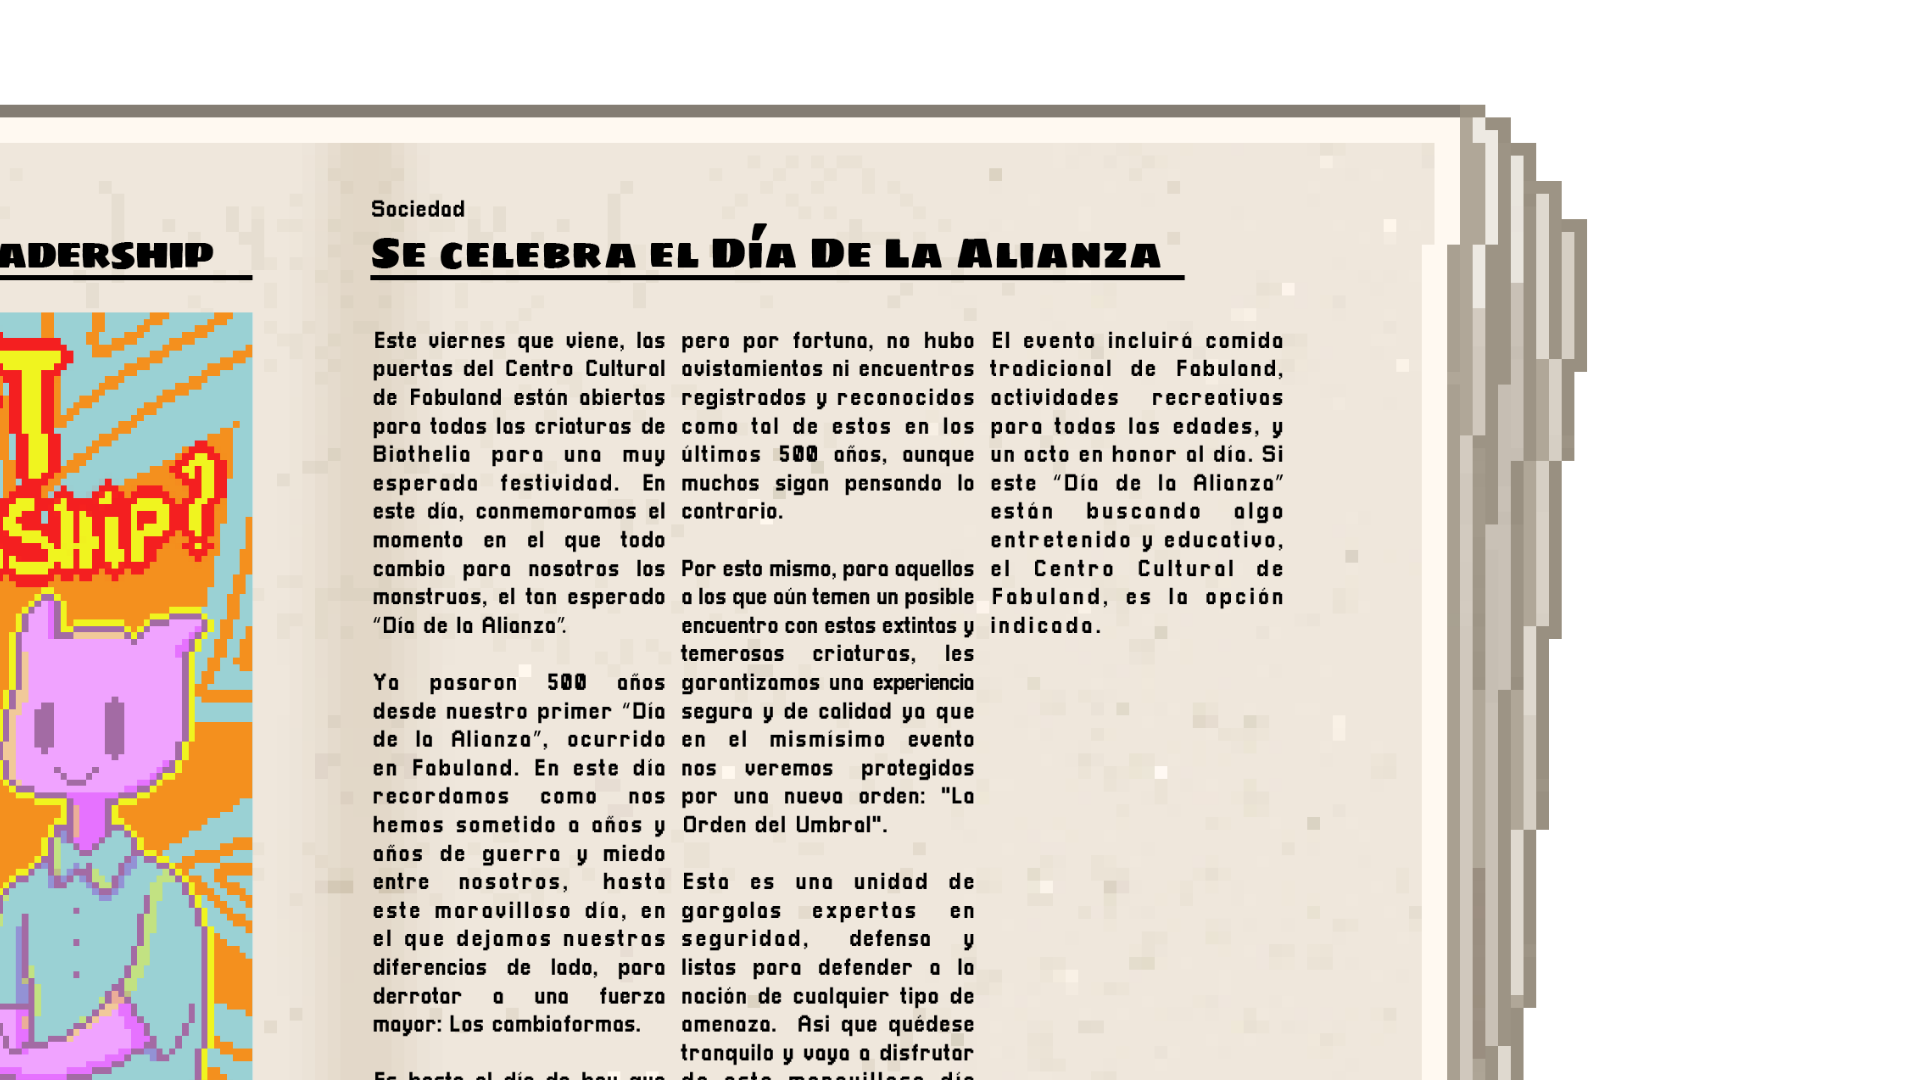 ADERSHIP
I
SHIP?
Sociedad
SE CELEBRA EL DÍA DE LA ALIANZA
Este viernes que viene, las
puertas del Centro Cultural
de Fabuland están abiertas
para todas las criaturas de
Biothelia para una muy
esperada festividad. En
este día, conmemoramos el
momento en el que todo
cambio para nosotros los
monstruos, el tan esperado
“Día de la Alianza”.
Ya pasaron 500 años
desde nuestro primer “Día
de la Alianza”, ocurrido
en Fabuland. En este día
recordamos como nos
hemos sometido a años y
años de guerra y miedo
entre nosotros, hasta
este maravilloso día, en
el que dejamos nuestras
diferencias de lado, para
derrotar a una fuerza
mayor: Los cambiaformas.
Es hasta el día de hoy que
pero por fortuna, no hubo
avistamientos ni encuentros
registrados y reconocidos
como tal de estos en los
últimos 500 años, aunque
muchos sigan pensando lo
contrario.
Por esto mismo, para aquellos
a los que aún temen un posible
encuentro con estas extintas y
temerosas criaturas, les
garantizamos una experiencia
segura y de calidad ya que
en el mismísimo evento
nos veremos protegidos
por una nueva orden: "La
Orden del Umbral".
Esta es una unidad de
gargolas expertas en
seguridad, defensa y
listas para defender a la
nación de cualquier tipo de
amenaza. Asi que quédese
tranquilo y vaya a disfrutar
de este maravilloso día
El evento incluirá comida
tradicional de Fabuland,
actividades recreativas
para todas las edades, y
un acto en honor al día. Si
este “Día de la Alianza”
están buscando algo
entretenido y educativo,
el Centro Cultural de
Fabuland, es la opción
indicada.